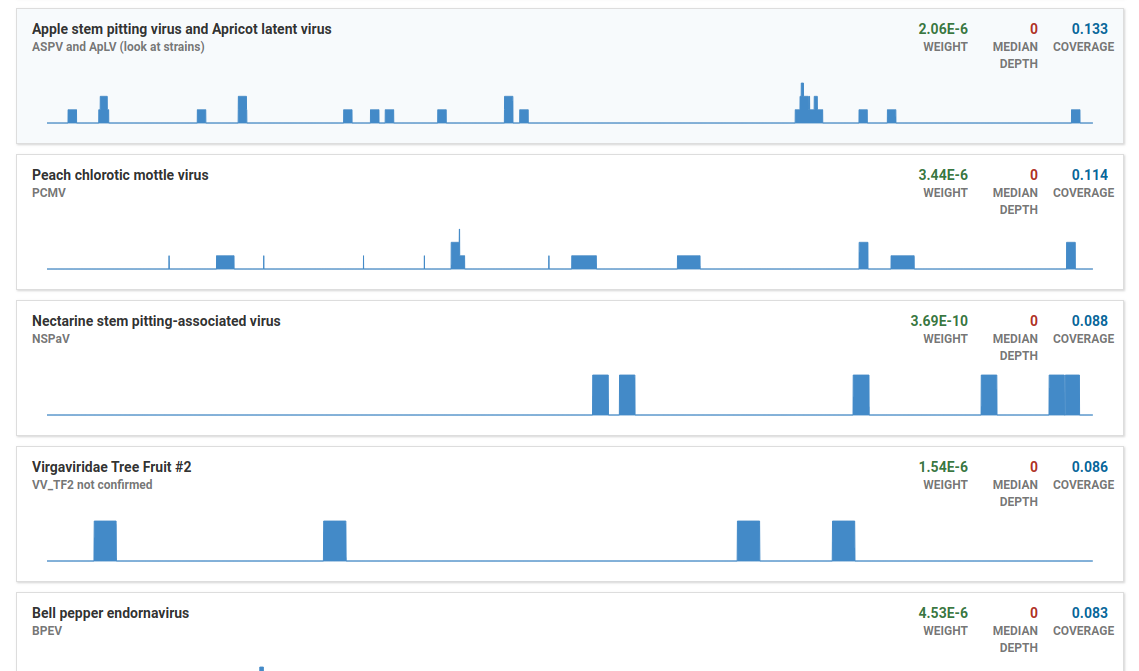 Apple stem pitting virus and Apricot latent virus
ASPV and ApLV (look at strains)
2.06E-6 0 0.133
WEIGHT MEDIAN COVERAGE
DEPTH
Peach chlorotic mottle virus
PCMV
3.44E-6 0 0.114
WEIGHT MEDIAN COVERAGE
DEPTH
Nectarine stem pitting-associated virus
NSPaV
3.69E-10 0 0.088
WEIGHT MEDIAN COVERAGE
DEPTH
Virgaviridae Tree Fruit #2
VV_TF2 not confirmed
1.54E-6 0 0.086
WEIGHT MEDIAN COVERAGE
DEPTH
Bell pepper endornavirus
BPEV
4.53E-6 0 0.083
WEIGHT MEDIAN COVERAGE
DEPTH